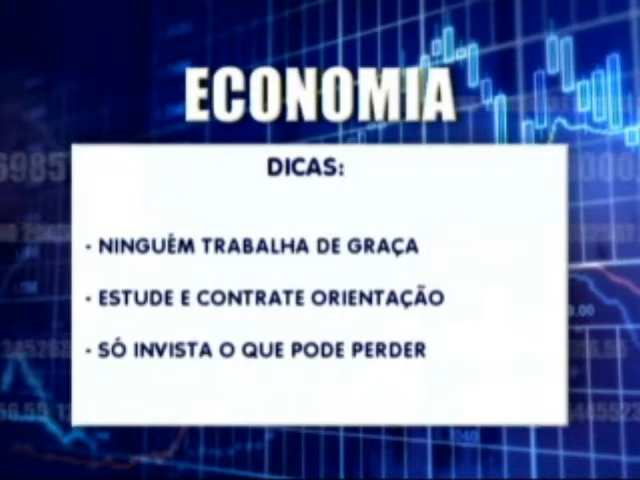 ECONOMIA
DICAS:
- NINGUÉM TRABALHA DE GRAÇA
- ESTUDE E CONTRATE ORIENTAÇÃO
- SÓ INVISTA O QUE PODE PERDER